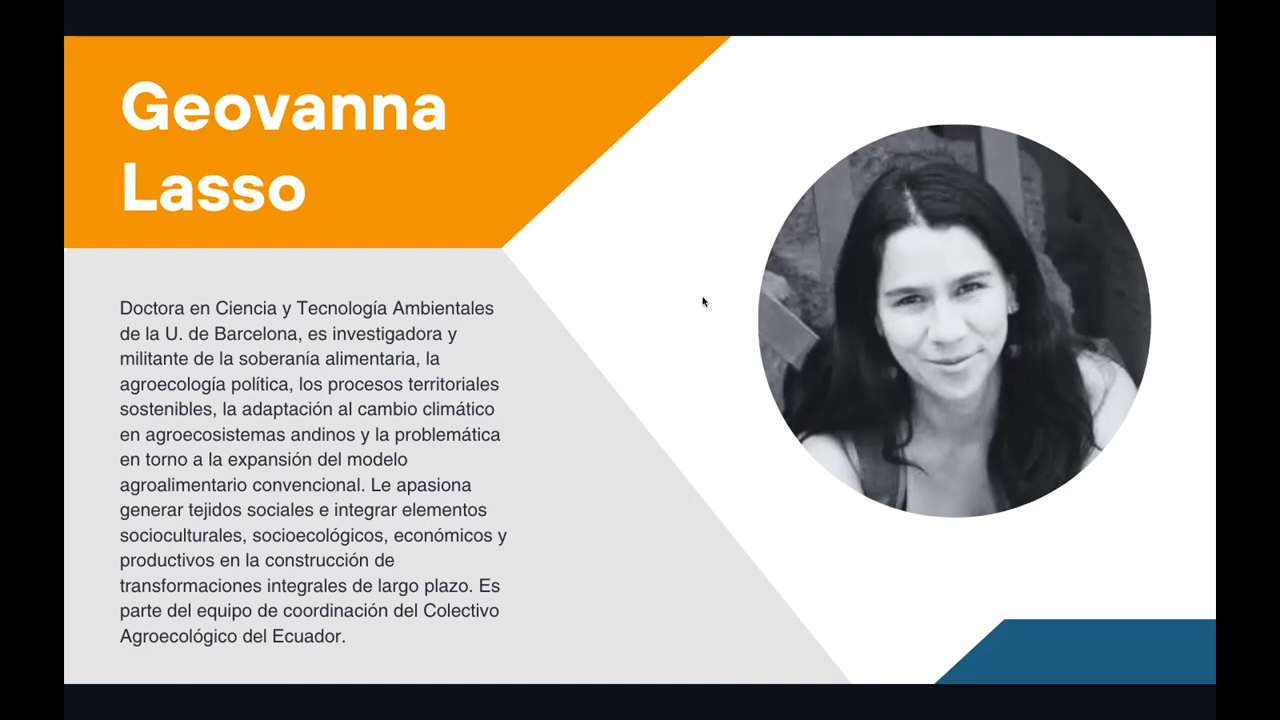 Geovanna
Lasso
Doctora en Ciencia y Tecnología Ambientales
de la U. de Barcelona, es investigadora y
militante de la soberanía alimentaria, la
agroecología política, los procesos territoriales
sostenibles, la adaptación al cambio climático
en agroecosistemas andinos y la problemática
en torno a la expansión del modelo
agroalimentario convencional. Le apasiona
generar tejidos sociales e integrar elementos
socioculturales, socioecológicos, económicos y
productivos en la construcción de
transformaciones integrales de largo plazo. Es
parte del equipo de coordinación del Colectivo
Agroecológico del Ecuador.